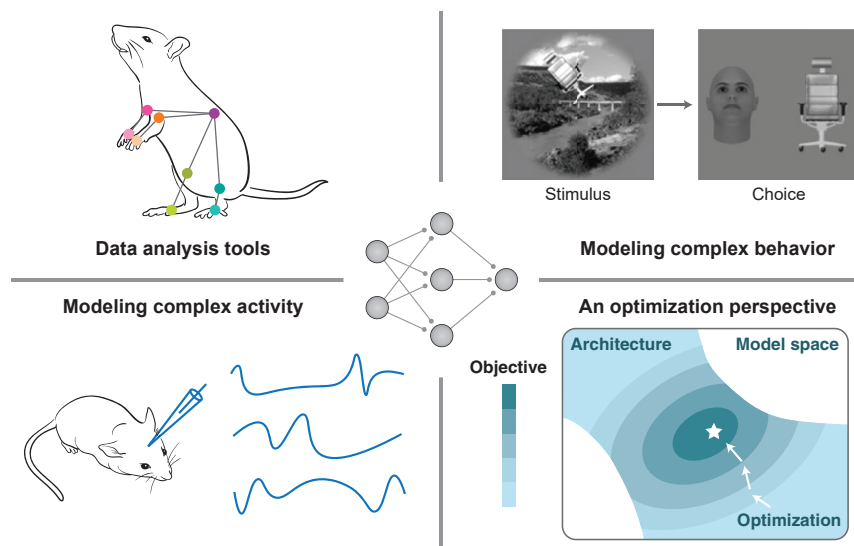 Stimulus
Choice
Data analysis tools
Modeling complex behavior
Modeling complex activity
An optimization perspective
Objective
Architecture
Model space
Optimization